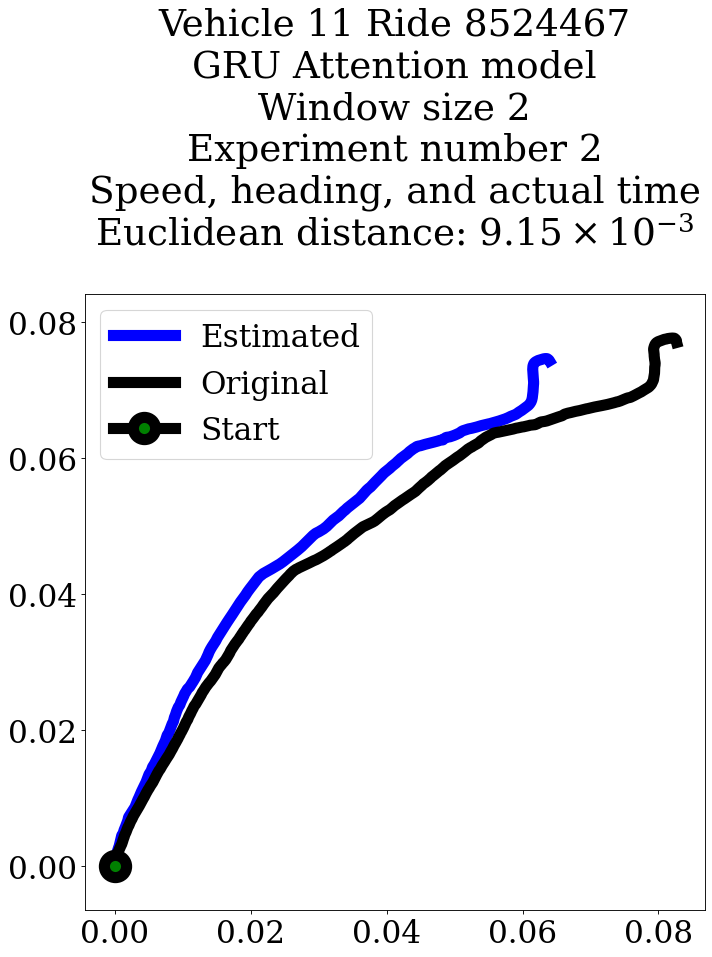 Vehicle 11 Ride 8524467
GRU Attention model
Window size 2
Experiment number 2
Speed, heading, and actual time
Euclidean distance: 9.15 × 10⁻³
Estimated
Original
Start
0.08
0.06
0.04
0.02
0.00
0.00 0.02 0.04 0.06 0.08